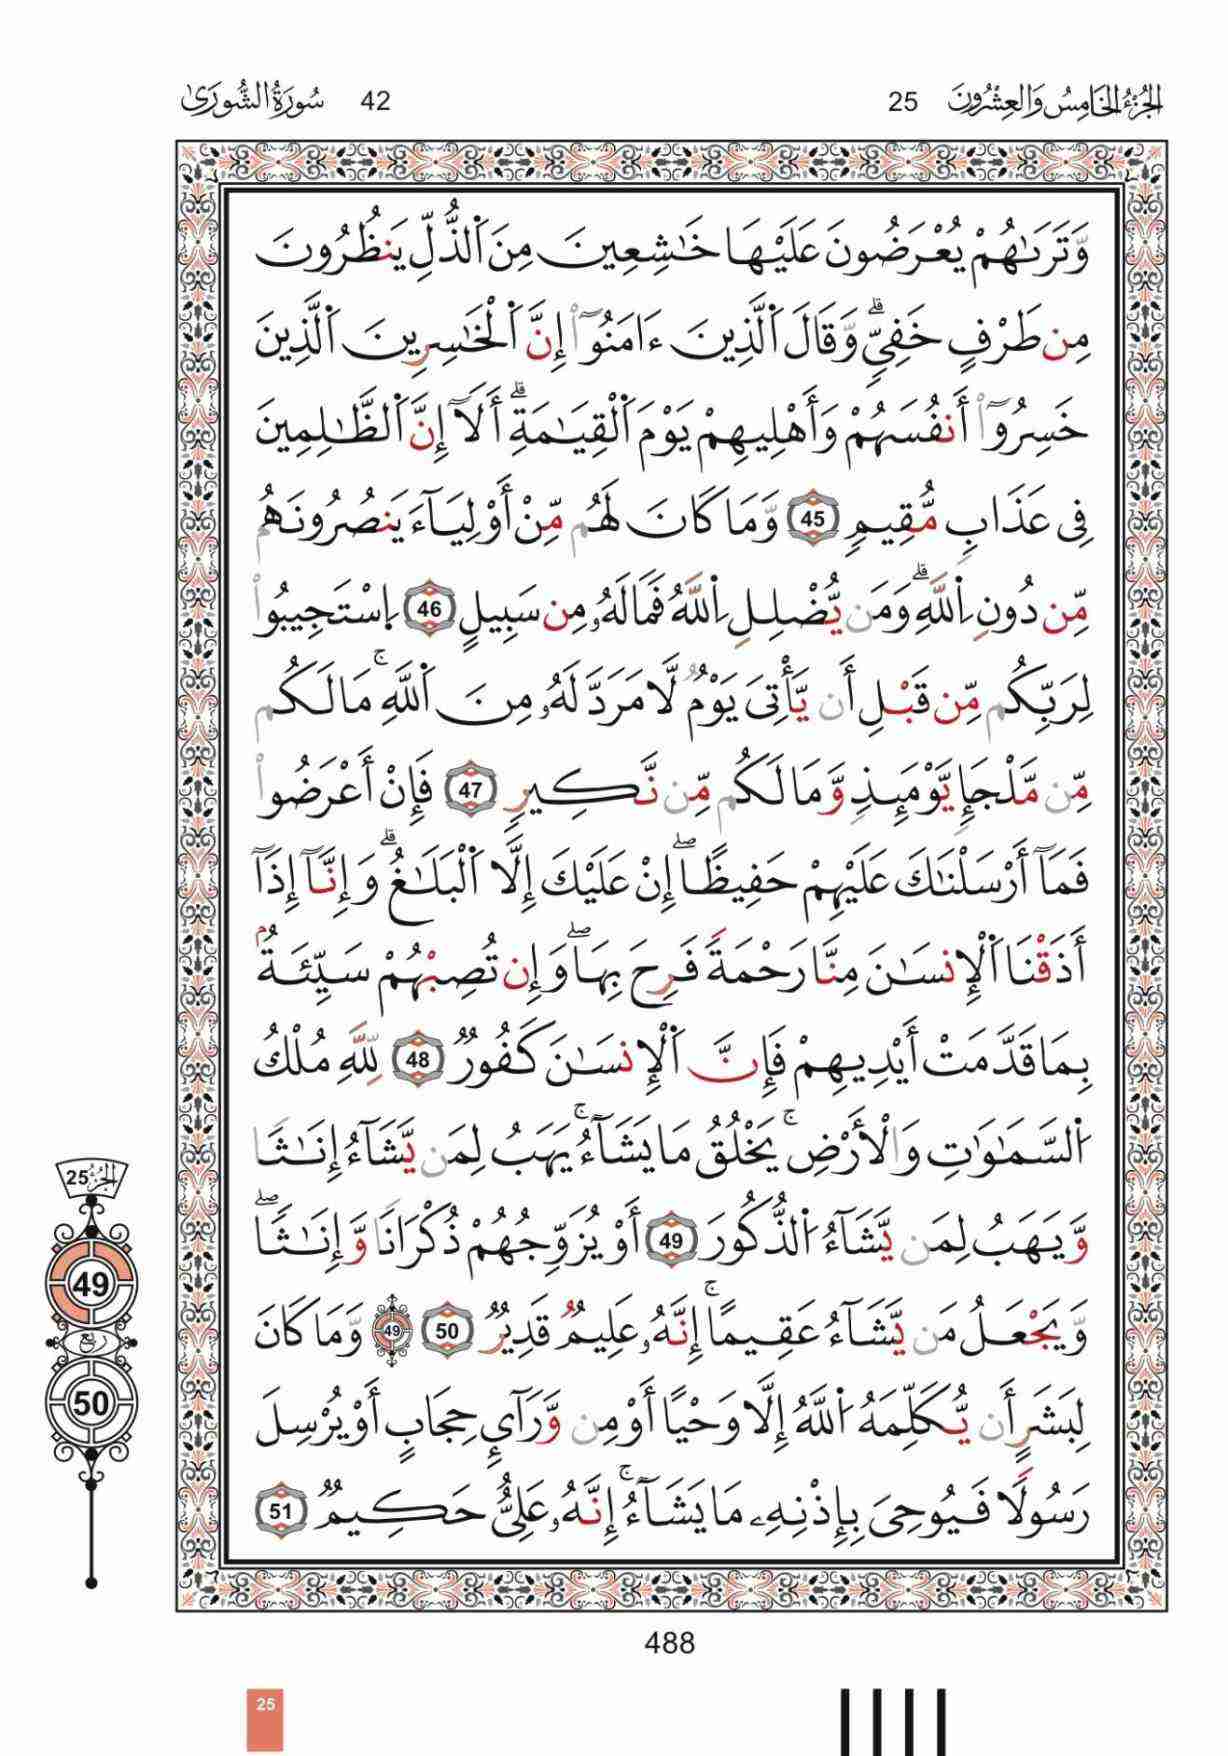 الجزء الخامس والعشرون 25
42 سورة الشورى
وَّتَرَىٰهُمْ يُعْرَضُونَ عَلَيْهَا خَٰشِعِينَ مِنَ ٱلذُّلِّ يَنظُرُونَ
مِن طَرْفٍ خَفِيٍّ ۗ وَّقَالَ ٱلَّذِينَ ءَامَنُوٓا۟ إِنَّ ٱلْخَٰسِرِينَ ٱلَّذِينَ
خَسِرُوٓا۟ أَنفُسَهُمْ وَأَهْلِيهِمْ يَوْمَ ٱلْقِيَٰمَةِ ۗ أَلَآ إِنَّ ٱلظَّٰلِمِينَ
فِى عَذَابٍ مُّقِيمٍ 45 وَّمَا كَانَ لَهُم مِّنْ أَوْلِيَآءَ يَنصُرُونَهُم
مِّن دُونِ ٱللَّهِ ۗ وَمَن يُّضْلِلِ ٱللَّهُ فَمَا لَهُۥ مِن سَبِيلٍ 46 ٱسْتَجِيبُوا۟
لِرَبِّكُم مِّن قَبْلِ أَن يَّأْتِىَ يَوْمٌ لَّا مَرَدَّ لَهُۥ مِنَ ٱللَّهِ ۚ مَا لَكُم
مِّن مَّلْجَإٍ يَّوْمَئِذٍ وَّمَا لَكُم مِّن نَّكِيرٍ 47 فَإِنْ أَعْرَضُوا۟
فَمَآ أَرْسَلْنَٰكَ عَلَيْهِمْ حَفِيظًا ۖ إِنْ عَلَيْكَ إِلَّا ٱلْبَلَٰغُ ۗ وَإِنَّآ إِذَآ
أَذَقْنَا ٱلْإِنسَٰنَ مِنَّا رَحْمَةً فَرِحَ بِهَا ۖ وَإِن تُصِبْهُمْ سَيِّئَةٌۢ
بِمَا قَدَّمَتْ أَيْدِيهِمْ فَإِنَّ ٱلْإِنسَٰنَ كَفُورٌ 48 لِّلَّهِ مُلْكُ
ٱلسَّمَٰوَٰتِ وَٱلْأَرْضِ ۚ يَخْلُقُ مَا يَشَآءُ ۚ يَهَبُ لِمَن يَّشَآءُ إِنَٰثًا
وَّيَهَبُ لِمَن يَّشَآءُ ٱلذُّكُورَ 49 أَوْ يُزَوِّجُهُمْ ذُكْرَانًا وَّإِنَٰثًا ۖ
وَّيَجْعَلُ مَن يَّشَآءُ عَقِيمًا ۚ إِنَّهُۥ عَلِيمٌ قَدِيرٌ 50 49 وَّمَا كَانَ
لِبَشَرٍ أَن يُّكَلِّمَهُ ٱللَّهُ إِلَّا وَحْيًا أَوْ مِن وَّرَآئِ حِجَابٍ أَوْ يُرْسِلَ
رَسُولًا فَيُوحِىَ بِإِذْنِهِۦ مَا يَشَآءُ ۚ إِنَّهُۥ عَلِىٌّ حَكِيمٌ 51
الجزء 25
49
ربع
50
488
25